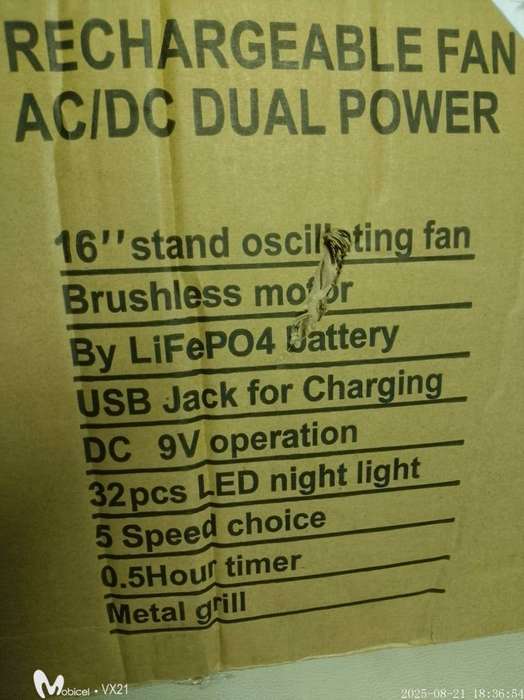 RECHARGEABLE FAN
AC/DC DUAL POWER
16'' stand oscillating fan
Brushless motor
By LiFePO4 battery
USB Jack for Charging
DC 9V operation
32pcs LED night light
5 Speed choice
0.5Hour timer
Metal grill
Mobicel • VX21
2025-08-21 18:36:54